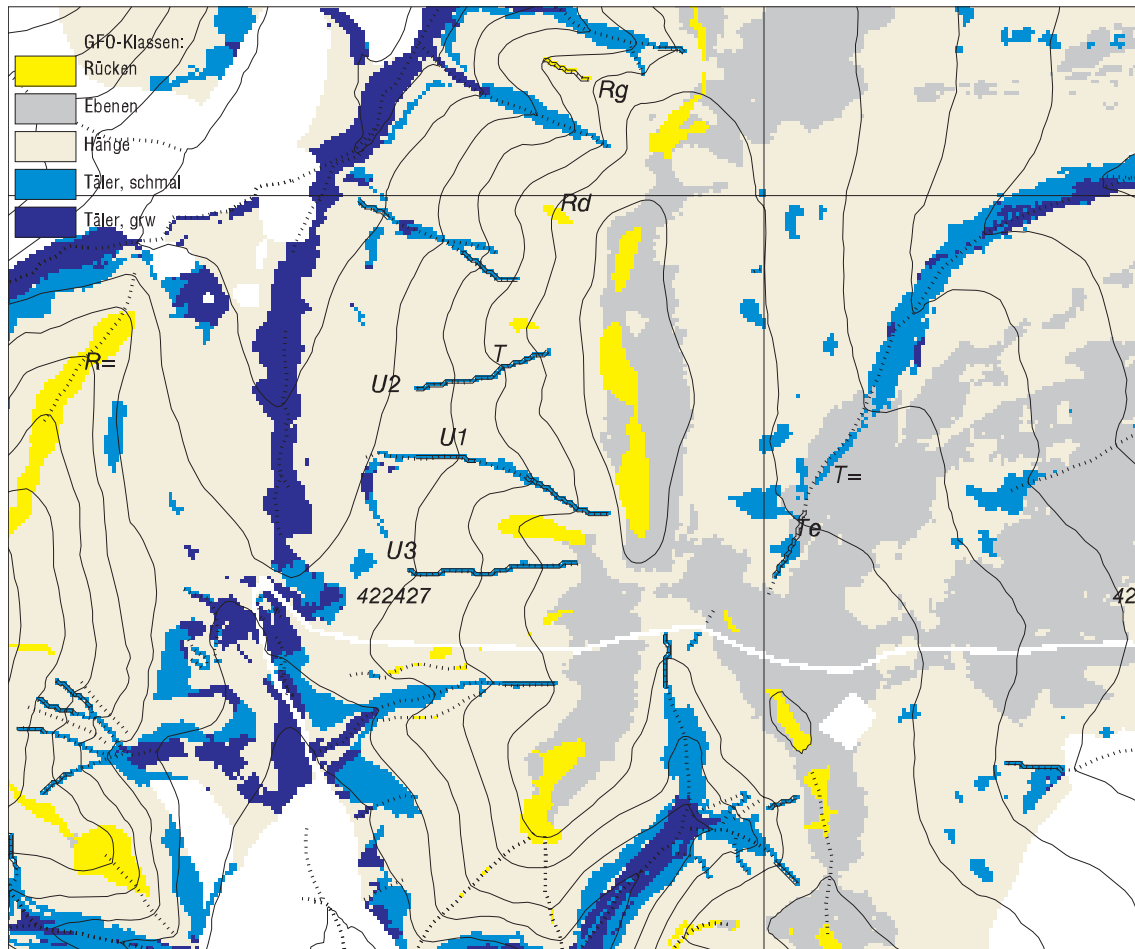 GFO-Klassen:
Rücken
Ebenen
Hänge
Täler, schmal
Täler, grw
Rg
Rd
R=
T
U2
U1
T=
Te
U3
422427
42